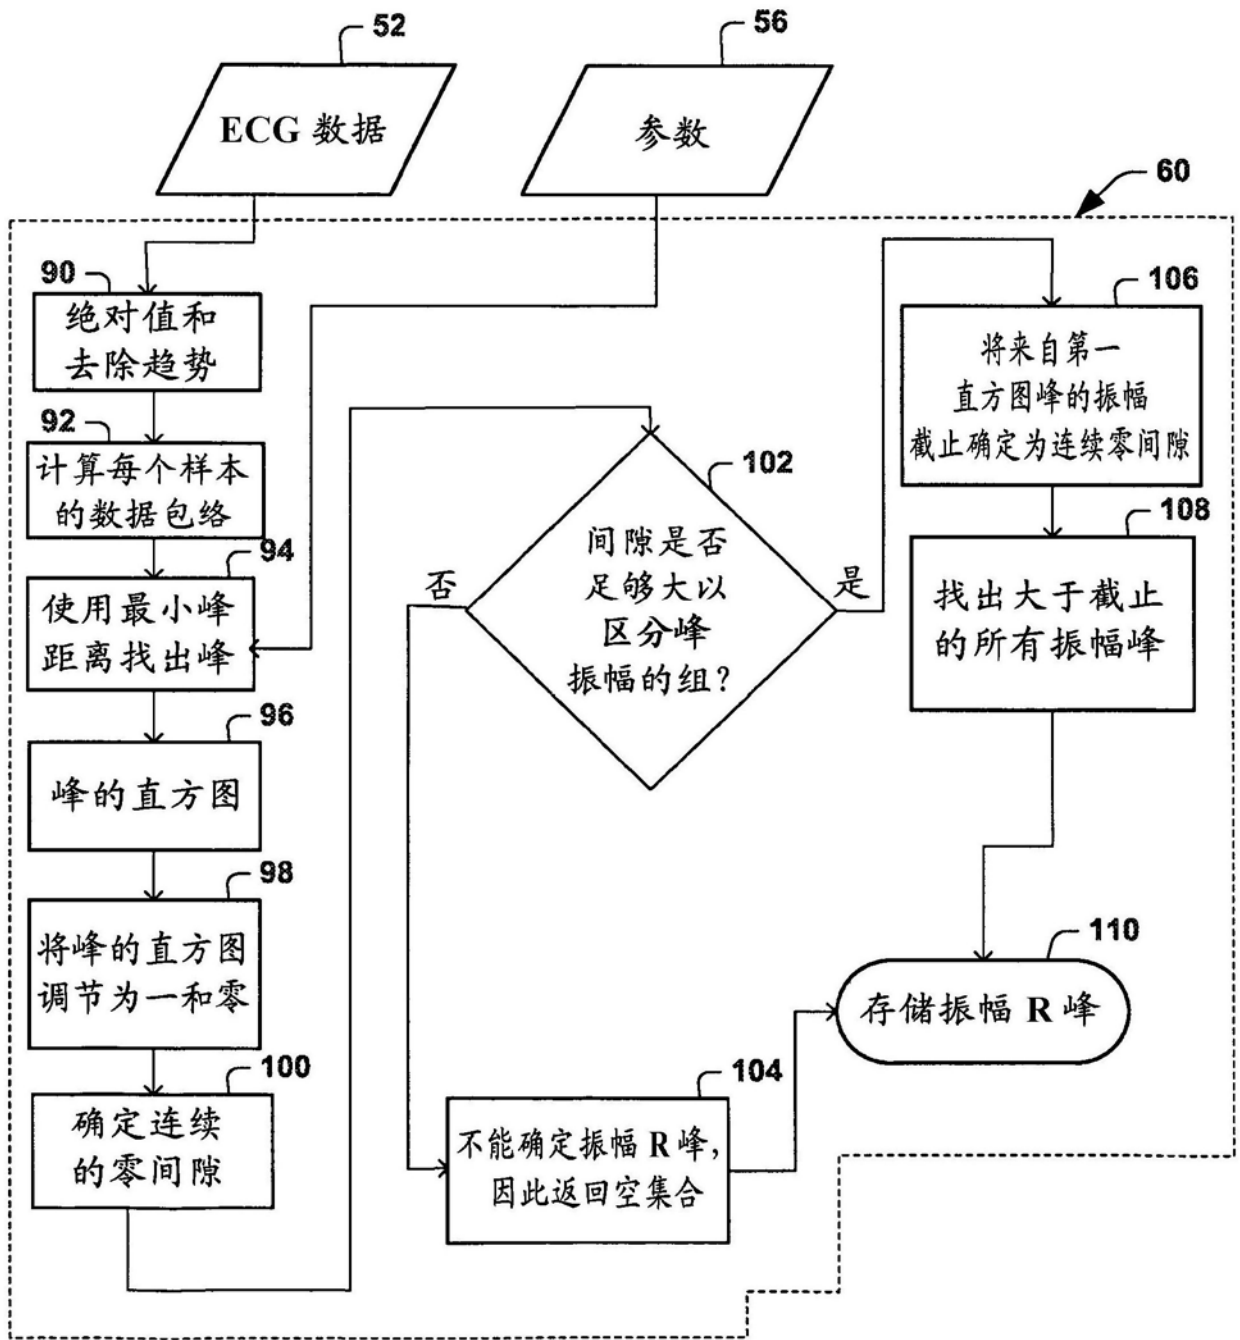 52
ECG 数据
56
参数
60
90
绝对值和
去除趋势
92
计算每个样本
的数据包络
94
使用最小峰
距离找出峰
96
峰的直方图
98
将峰的直方图
调节为一和零
100
确定连续
的零间隙
102
间隙是否
足够大以
区分峰
振幅的组?
否
是
104
不能确定振幅 R 峰,
因此返回空集合
106
将来自第一
直方图峰的振幅
截止确定为连续零间隙
108
找出大于截止
的所有振幅峰
110
存储振幅 R 峰